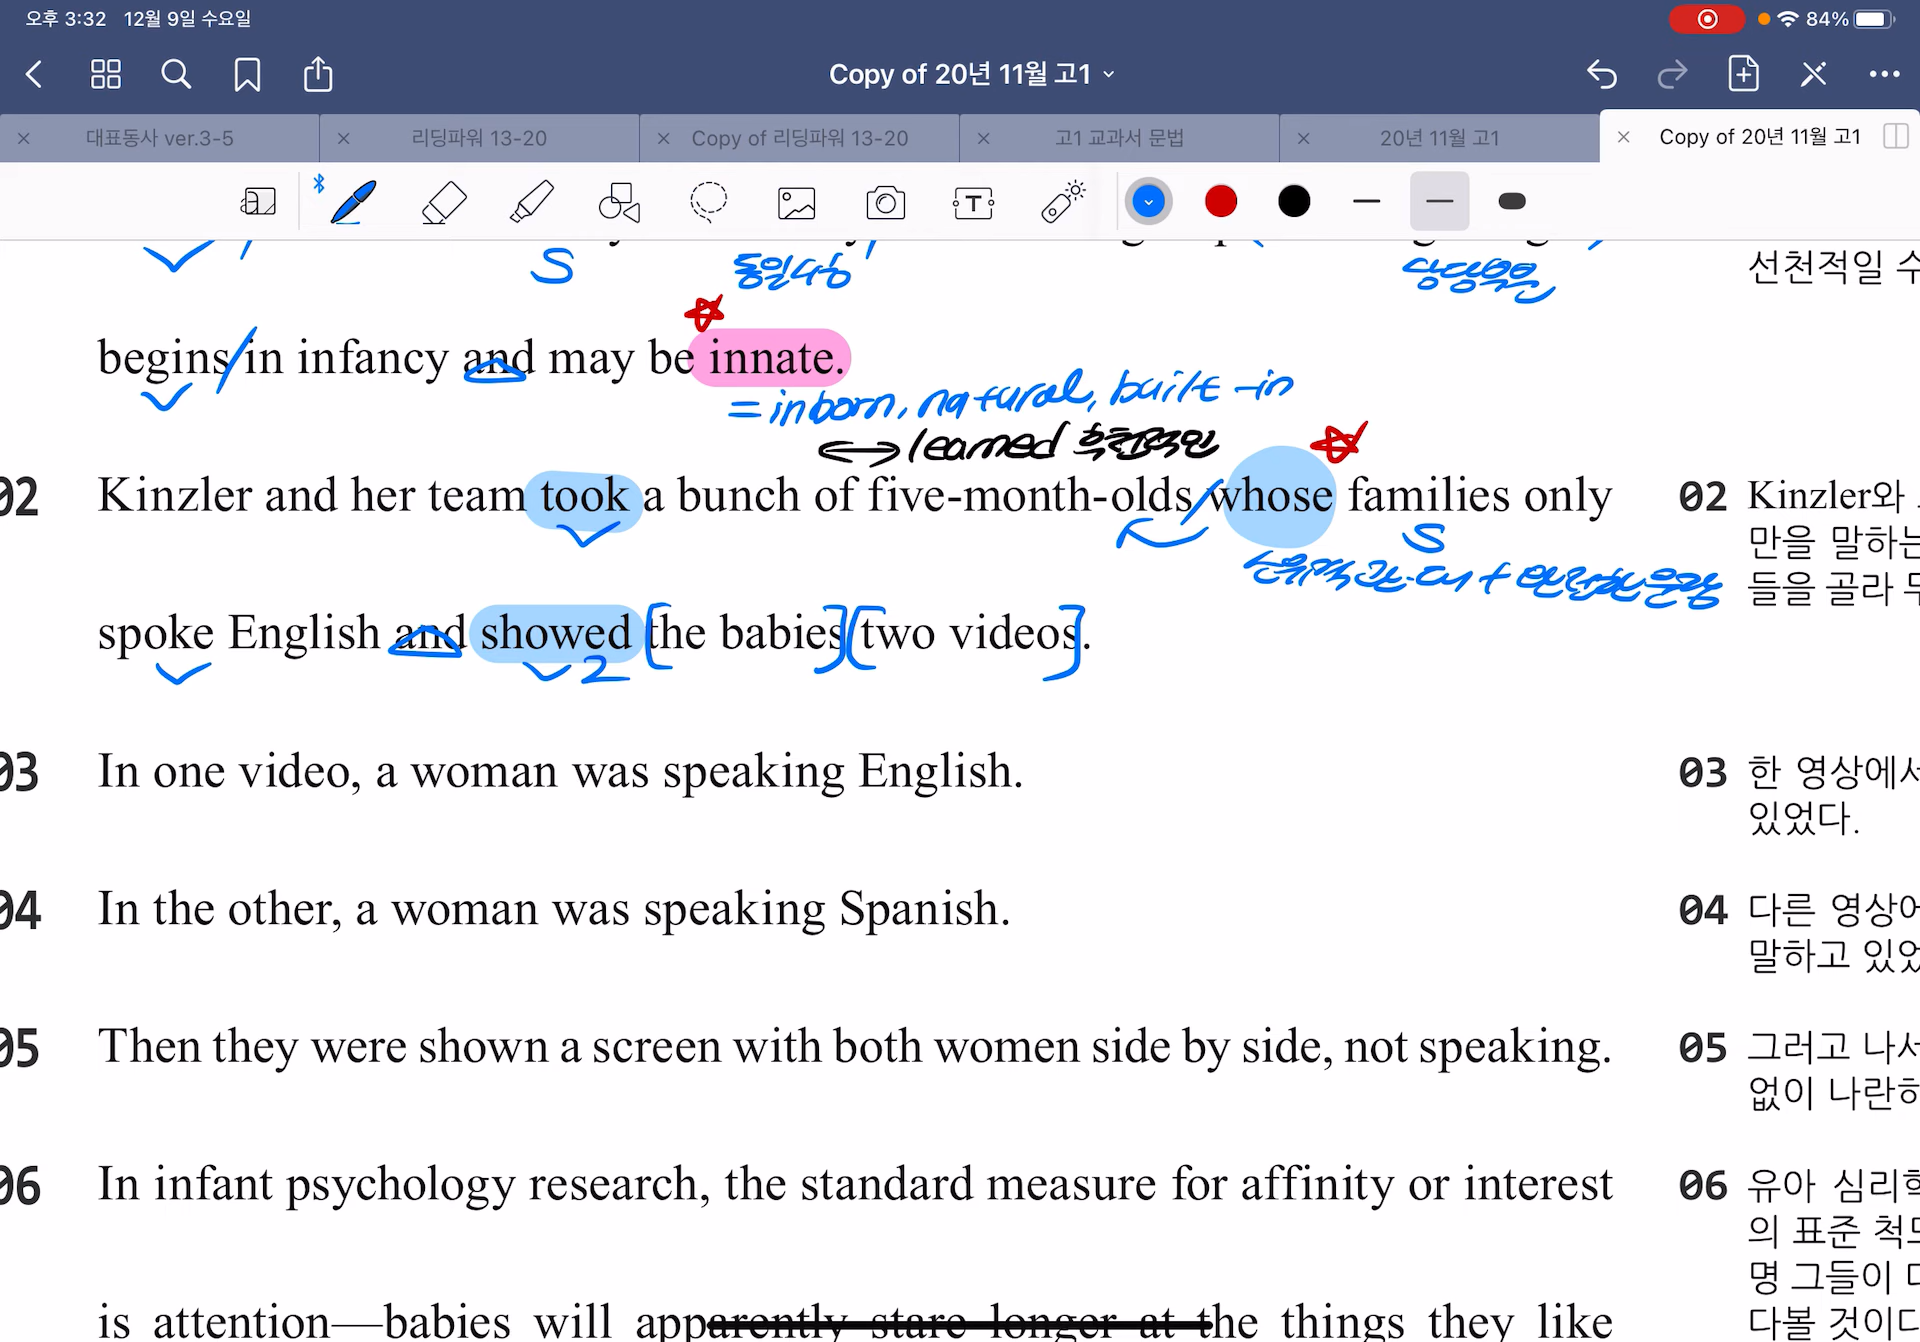 오후 3:32 12월 9일 수요일
84%
Copy of 20년 11월 고1
대표동사 ver.3-5
리딩파워 13-20
Copy of 리딩파워 13-20
고1 교과서 문법
20년 11월 고1
Copy of 20년 11월 고1
S
동일시하
선천적일 수
begins in infancy and may be innate.
= inborn, natural, built-in
↔ learned 후천적인
02 Kinzler and her team took a bunch of five-month-olds whose families only
S
소유격 관·대 + 완전한 문장
spoke English and showed [the babies] [two videos].
2
02 Kinzler와
만을 말하는
들을 골라 두
03 In one video, a woman was speaking English.
03 한 영상에서
있었다.
04 In the other, a woman was speaking Spanish.
04 다른 영상에
말하고 있었
05 Then they were shown a screen with both women side by side, not speaking.
05 그러고 나서
없이 나란히
06 In infant psychology research, the standard measure for affinity or interest
is attention—babies will apparently stare longer at the things they like
06 유아 심리학
의 표준 척도
명 그들이 더
다볼 것이다